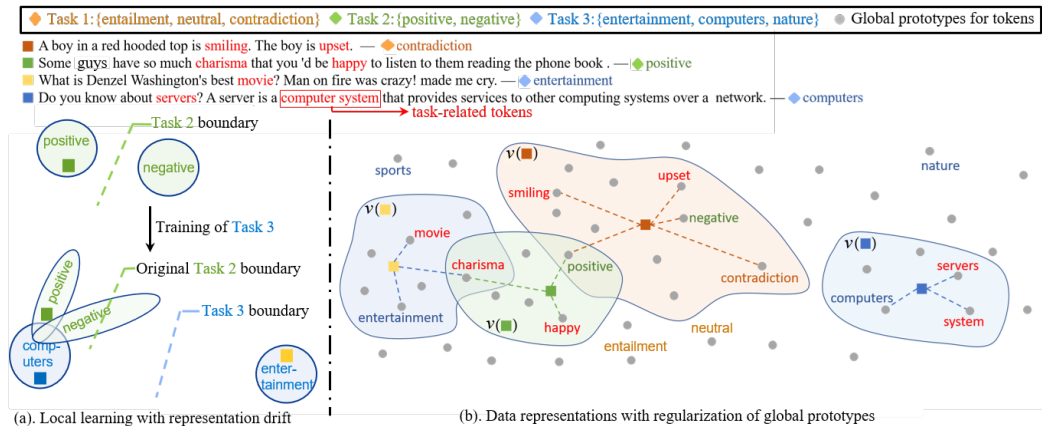 Task 1:{entailment, neutral, contradiction} Task 2:{positive, negative} Task 3:{entertainment, computers, nature} Global prototypes for tokens
A boy in a red hooded top is smiling. The boy is upset. — contradiction
Some guys have so much charisma that you 'd be happy to listen to them reading the phone book . — positive
What is Denzel Washington's best movie? Man on fire was crazy! made me cry. — entertainment
Do you know about servers? A server is a computer system that provides services to other computing systems over a network. — computers
task-related tokens
Task 2 boundary
positive
negative
Training of Task 3
Original Task 2 boundary
positive
negative
Task 3 boundary
comp-
uters
enter-
tainment
(a). Local learning with representation drift
sports
v( )
nature
smiling
upset
v( )
movie
negative
v( )
charisma
positive
contradiction
servers
computers
entertainment
v( )
happy
system
neutral
entailment
(b). Data representations with regularization of global prototypes